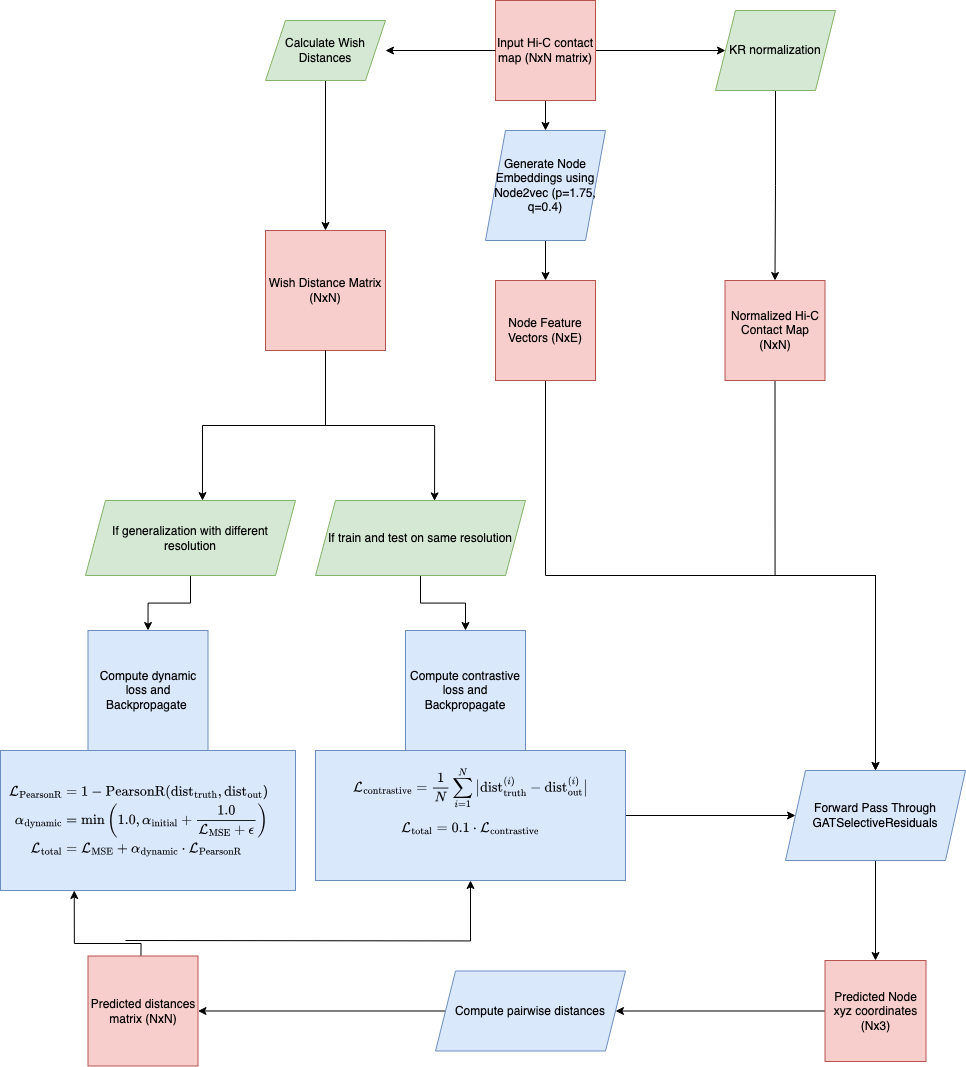 Calculate Wish
Distances
Input Hi-C contact
map (NxN matrix)
KR normalization
Generate Node
Embeddings using
Node2vec (p=1.75,
q=0.4)
Wish Distance Matrix
(NxN)
Node Feature
Vectors (NxE)
Normalized Hi-C
Contact Map
(NxN)
If generalization with different
resolution
If train and test on same resolution
Compute dynamic
loss and
Backpropagate
Compute contrastive
loss and
Backpropagate
$\mathcal{L}_{\text{PearsonR}} = 1 - \text{PearsonR}(\text{dist}_{\text{truth}}, \text{dist}_{\text{out}})$
$\alpha_{\text{dynamic}} = \min\left(1.0, \alpha_{\text{initial}} + \frac{1.0}{\mathcal{L}_{\text{MSE}} + \epsilon}\right)$
$\mathcal{L}_{\text{total}} = \mathcal{L}_{\text{MSE}} + \alpha_{\text{dynamic}} \cdot \mathcal{L}_{\text{PearsonR}}$
$\mathcal{L}_{\text{contrastive}} = \frac{1}{N} \sum_{i=1}^{N} \left| \text{dist}_{\text{truth}}^{(i)} - \text{dist}_{\text{out}}^{(i)} \right|$
$\mathcal{L}_{\text{total}} = 0.1 \cdot \mathcal{L}_{\text{contrastive}}$
Forward Pass Through
GATSelectiveResiduals
Predicted distances
matrix (NxN)
Compute pairwise distances
Predicted Node
xyz coordinates
(Nx3)